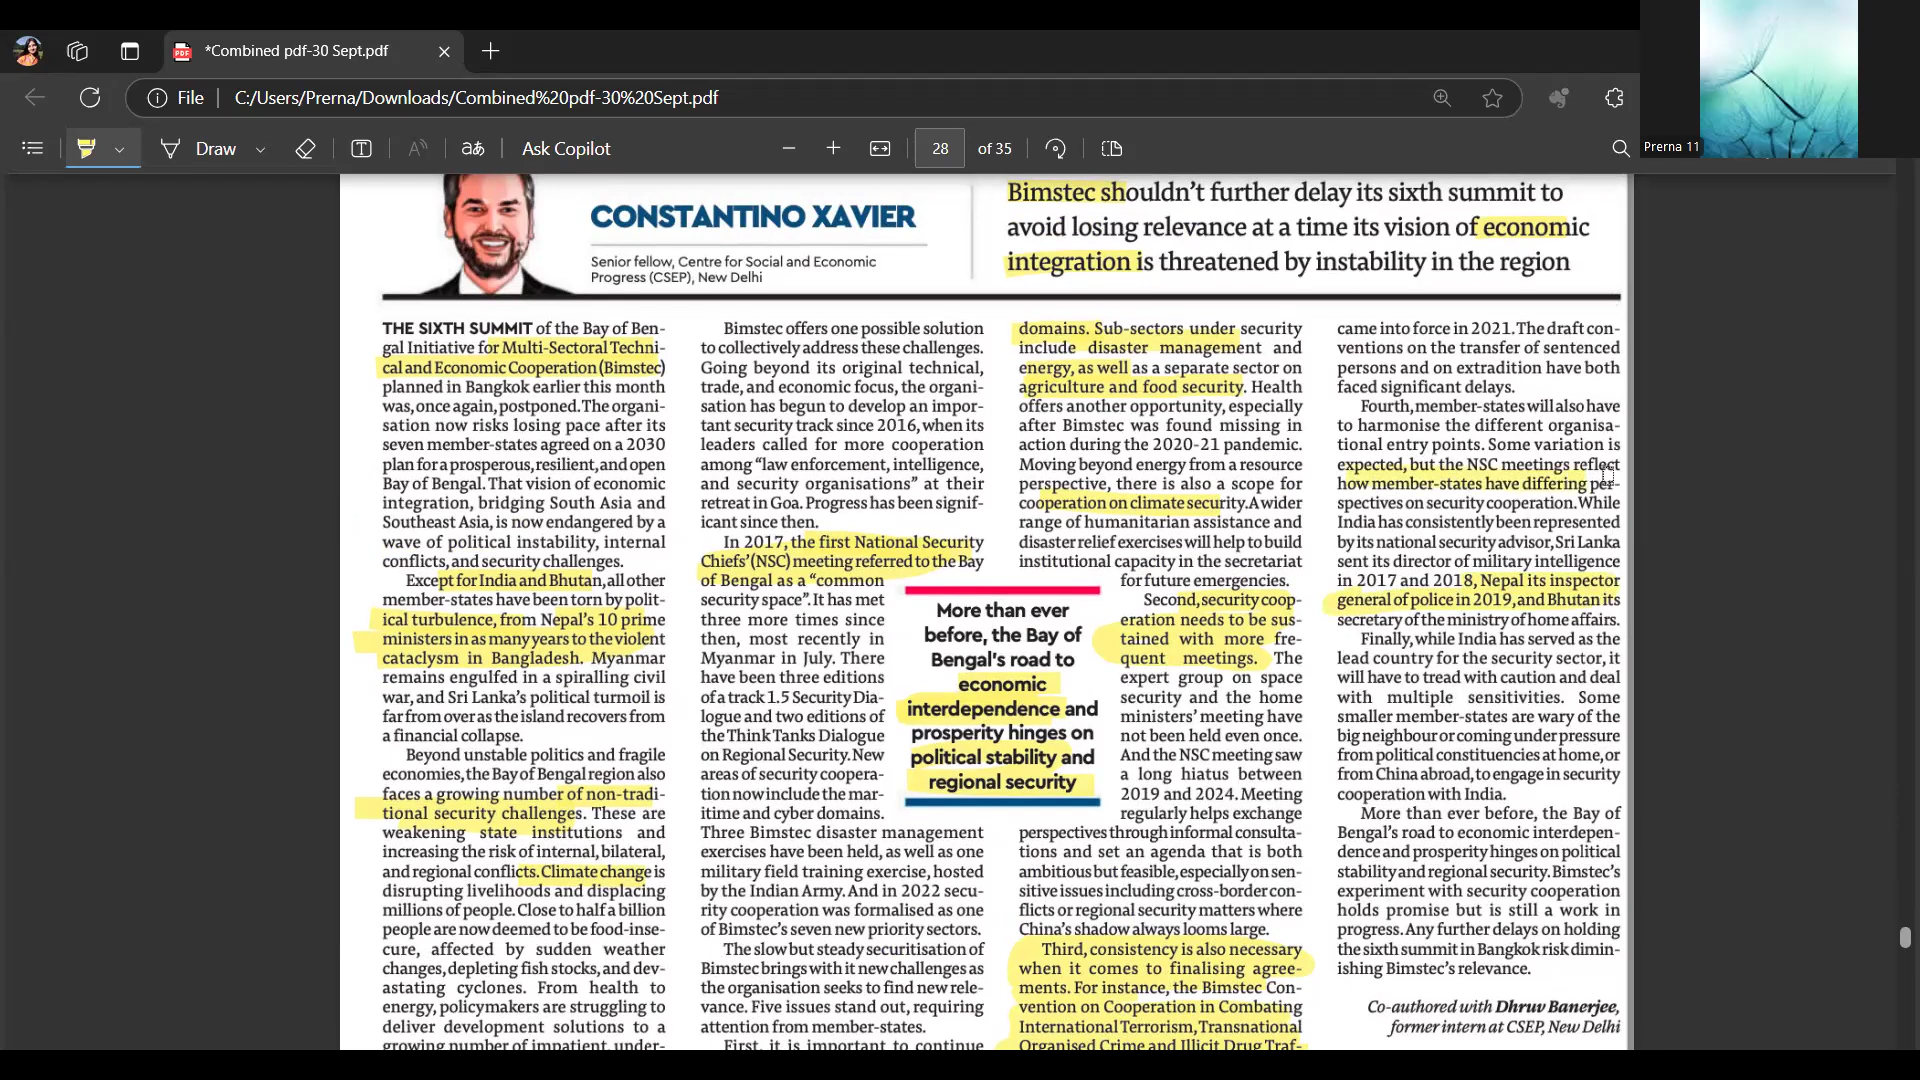 *Combined pdf-30 Sept.pdf
File
C:/Users/Prerna/Downloads/Combined%20pdf-30%20Sept.pdf
Draw
aあ
Ask Copilot
28
of 35
Prerna 11
CONSTANTINO XAVIER
Senior fellow, Centre for Social and Economic
Progress (CSEP), New Delhi
Bimstec shouldn't further delay its sixth summit to
avoid losing relevance at a time its vision of economic
integration is threatened by instability in the region
THE SIXTH SUMMIT of the Bay of Ben-
gal Initiative for Multi-Sectoral Techni-
cal and Economic Cooperation (Bimstec)
planned in Bangkok earlier this month
was, once again, postponed. The organi-
sation now risks losing pace after its
seven member-states agreed on a 2030
plan for a prosperous, resilient, and open
Bay of Bengal. That vision of economic
integration, bridging South Asia and
Southeast Asia, is now endangered by a
wave of political instability, internal
conflicts, and security challenges.
Except for India and Bhutan, all other
member-states have been torn by polit-
ical turbulence, from Nepal's 10 prime
ministers in as many years to the violent
cataclysm in Bangladesh. Myanmar
remains engulfed in a spiralling civil
war, and Sri Lanka's political turmoil is
far from over as the island recovers from
a financial collapse.
Beyond unstable politics and fragile
economies, the Bay of Bengal region also
faces a growing number of non-tradi-
tional security challenges. These are
weakening state institutions and
increasing the risk of internal, bilateral,
and regional conflicts. Climate change is
disrupting livelihoods and displacing
millions of people. Close to half a billion
people are now deemed to be food-inse-
cure, affected by sudden weather
changes, depleting fish stocks, and dev-
astating cyclones. From health to
energy, policymakers are struggling to
deliver development solutions to a
growing number of impatient, under-
Bimstec offers one possible solution
to collectively address these challenges.
Going beyond its original technical,
trade, and economic focus, the organi-
sation has begun to develop an impor-
tant security track since 2016, when its
leaders called for more cooperation
among "law enforcement, intelligence,
and security organisations" at their
retreat in Goa. Progress has been signif-
icant since then.
In 2017, the first National Security
Chiefs' (NSC) meeting referred to the Bay
of Bengal as a "common
security space". It has met
three more times since
then, most recently in
Myanmar in July. There
have been three editions
of a track 1.5 Security Dia-
logue and two editions of
the Think Tanks Dialogue
on Regional Security. New
areas of security coopera-
tion now include the mar-
itime and cyber domains.
Three Bimstec disaster management
exercises have been held, as well as one
military field training exercise, hosted
by the Indian Army. And in 2022 secu-
rity cooperation was formalised as one
of Bimstec's seven new priority sectors.
The slow but steady securitisation of
Bimstec brings with it new challenges as
the organisation seeks to find new rele-
vance. Five issues stand out, requiring
attention from member-states.
First, it is important to continue
More than ever
before, the Bay of
Bengal's road to
economic
interdependence and
prosperity hinges on
political stability and
regional security
domains. Sub-sectors under security
include disaster management and
energy, as well as a separate sector on
agriculture and food security. Health
offers another opportunity, especially
after Bimstec was found missing in
action during the 2020-21 pandemic.
Moving beyond energy from a resource
perspective, there is also a scope for
cooperation on climate security. A wider
range of humanitarian assistance and
disaster relief exercises will help to build
institutional capacity in the secretariat
for future emergencies.
Second, security coop-
eration needs to be sus-
tained with more fre-
quent meetings. The
expert group on space
security and the home
ministers' meeting have
not been held even once.
And the NSC meeting saw
a long hiatus between
2019 and 2024. Meeting
regularly helps exchange
perspectives through informal consulta-
tions and set an agenda that is both
ambitious but feasible, especially on sen-
sitive issues including cross-border con-
flicts or regional security matters where
China's shadow always looms large.
Third, consistency is also necessary
when it comes to finalising agree-
ments. For instance, the Bimstec Con-
vention on Cooperation in Combating
International Terrorism, Transnational
Organised Crime and Illicit Drug Traf-
came into force in 2021. The draft con-
ventions on the transfer of sentenced
persons and on extradition have both
faced significant delays.
Fourth, member-states will also have
to harmonise the different organisa-
tional entry points. Some variation is
expected, but the NSC meetings reflect
how member-states have differing per-
spectives on security cooperation. While
India has consistently been represented
by its national security advisor, Sri Lanka
sent its director of military intelligence
in 2017 and 2018, Nepal its inspector
general of police in 2019, and Bhutan its
secretary of the ministry of home affairs.
Finally, while India has served as the
lead country for the security sector, it
will have to tread with caution and deal
with multiple sensitivities. Some
smaller member-states are wary of the
big neighbour or coming under pressure
from political constituencies at home, or
from China abroad, to engage in security
cooperation with India.
More than ever before, the Bay of
Bengal's road to economic interdepen-
dence and prosperity hinges on political
stability and regional security. Bimstec's
experiment with security cooperation
holds promise but is still a work in
progress. Any further delays on holding
the sixth summit in Bangkok risk dimin-
ishing Bimstec's relevance.
Co-authored with Dhruv Banerjee,
former intern at CSEP, New Delhi